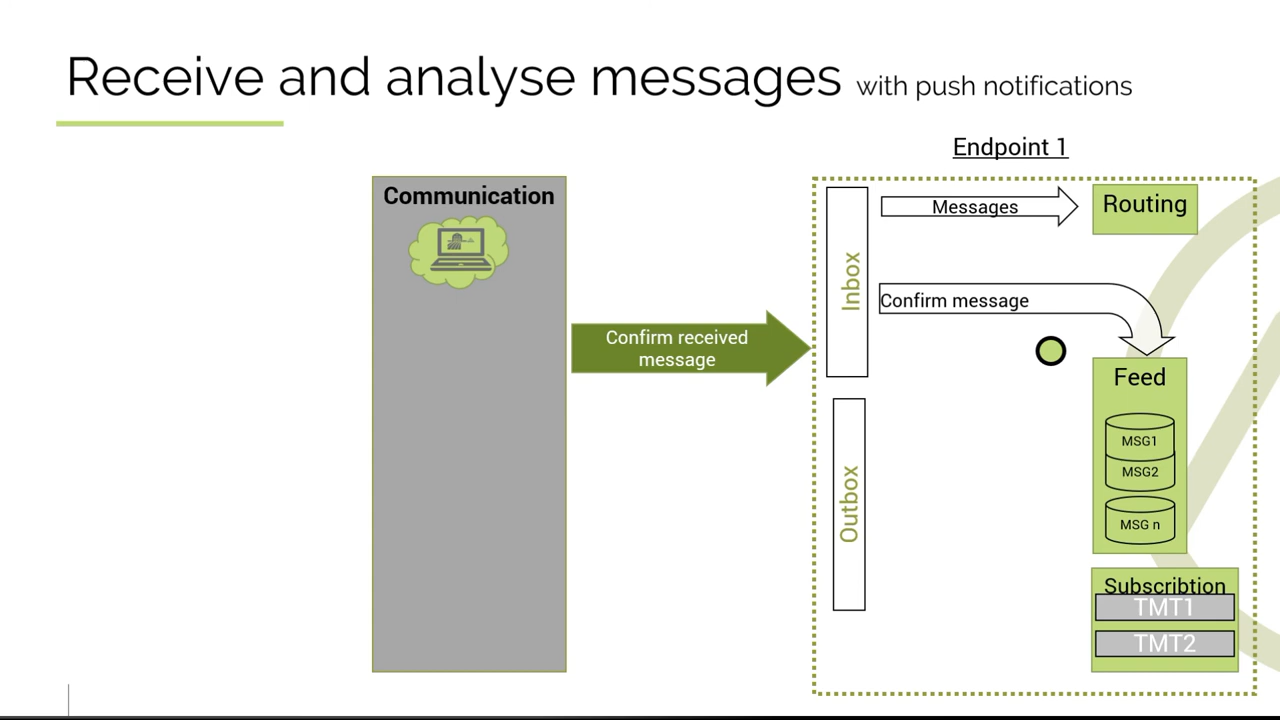 Receive and analyse messages with push notifications
Endpoint 1
Communication
Messages
Routing
Inbox
Confirm message
Confirm received
message
Feed
MSG1
MSG2
MSG n
Outbox
Subscribtion
TMT1
TMT2